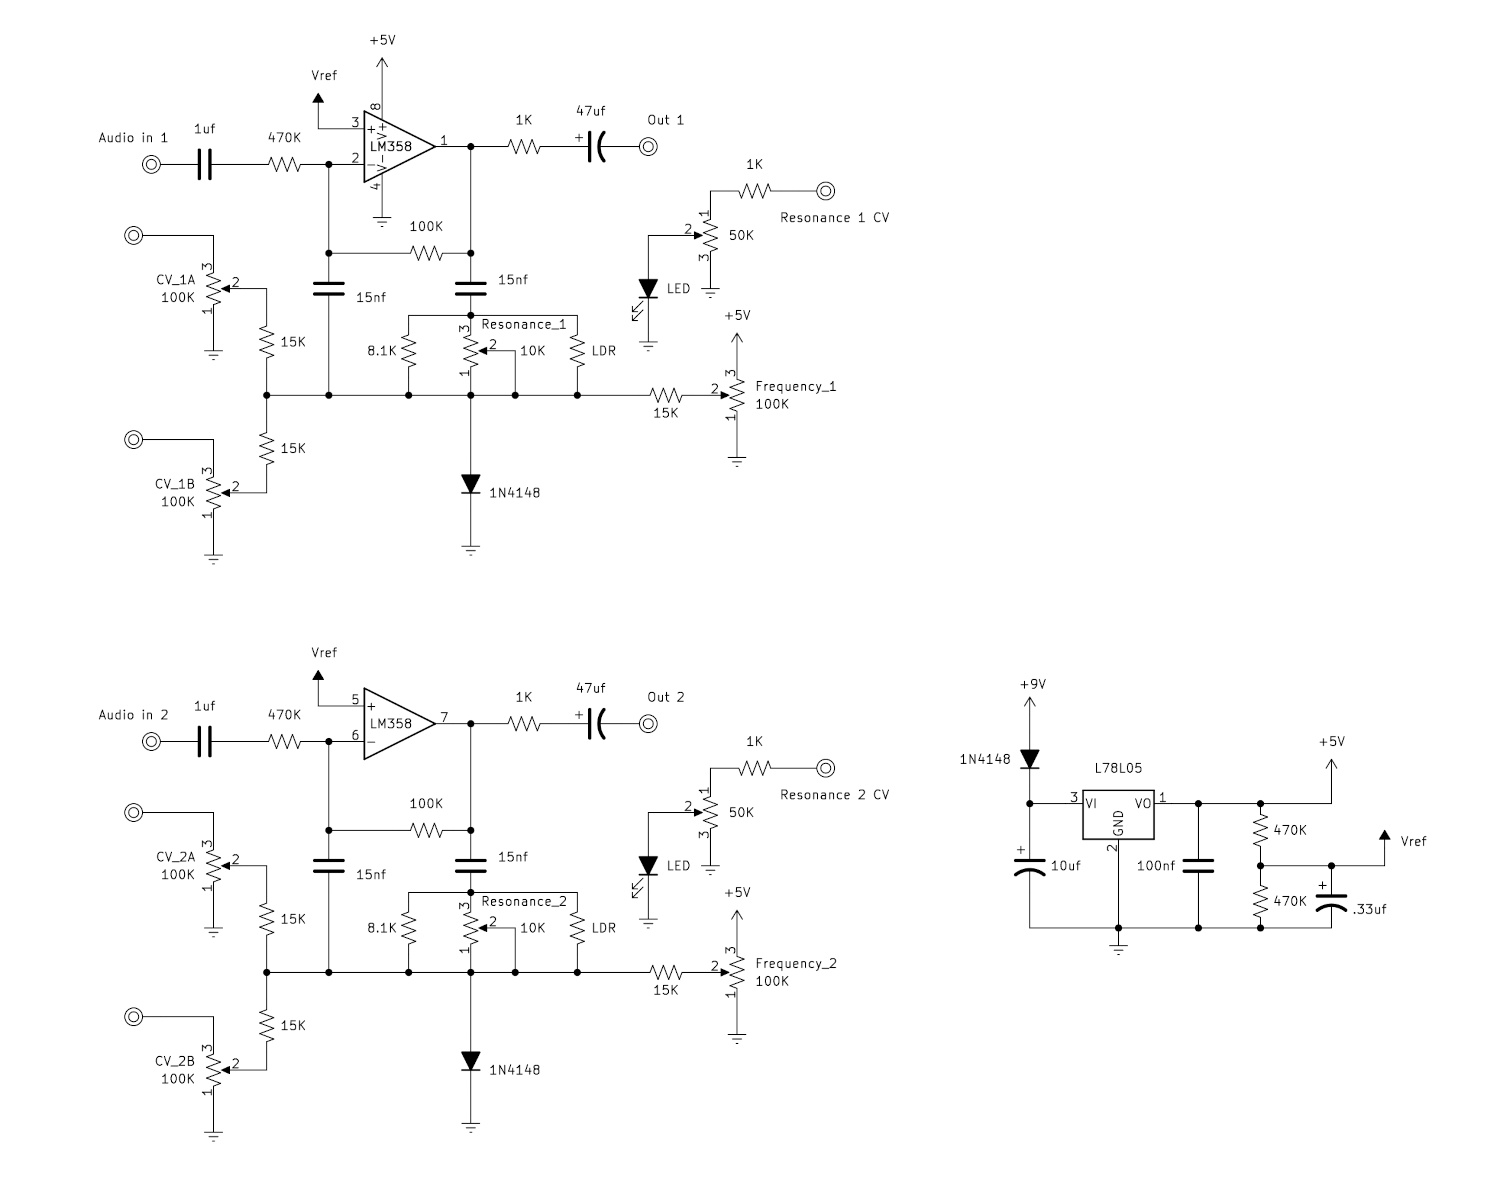 +5V
Vref
8
3
+
V+
LM358
1
2
−
V−
4
Audio in 1
1uf
470K
1K
47uf
+
Out 1
1K
Resonance 1 CV
1
2
50K
3
100K
CV_1A
100K
3
2
1
15nf
15nf
LED
Resonance_1
3
2
10K
1
15K
8.1K
LDR
+5V
3
2
Frequency_1
100K
1
15K
15K
CV_1B
100K
3
2
1
1N4148
Vref
5
+
LM358
7
6
−
Audio in 2
1uf
470K
1K
47uf
+
Out 2
1K
Resonance 2 CV
1
2
50K
3
100K
CV_2A
100K
3
2
1
15nf
15nf
LED
Resonance_2
3
2
10K
1
15K
8.1K
LDR
+5V
3
2
Frequency_2
100K
1
15K
15K
CV_2B
100K
3
2
1
1N4148
+9V
1N4148
L78L05
+5V
3
VI
VO
1
GND
2
470K
Vref
+
10uf
100nf
470K
+
.33uf